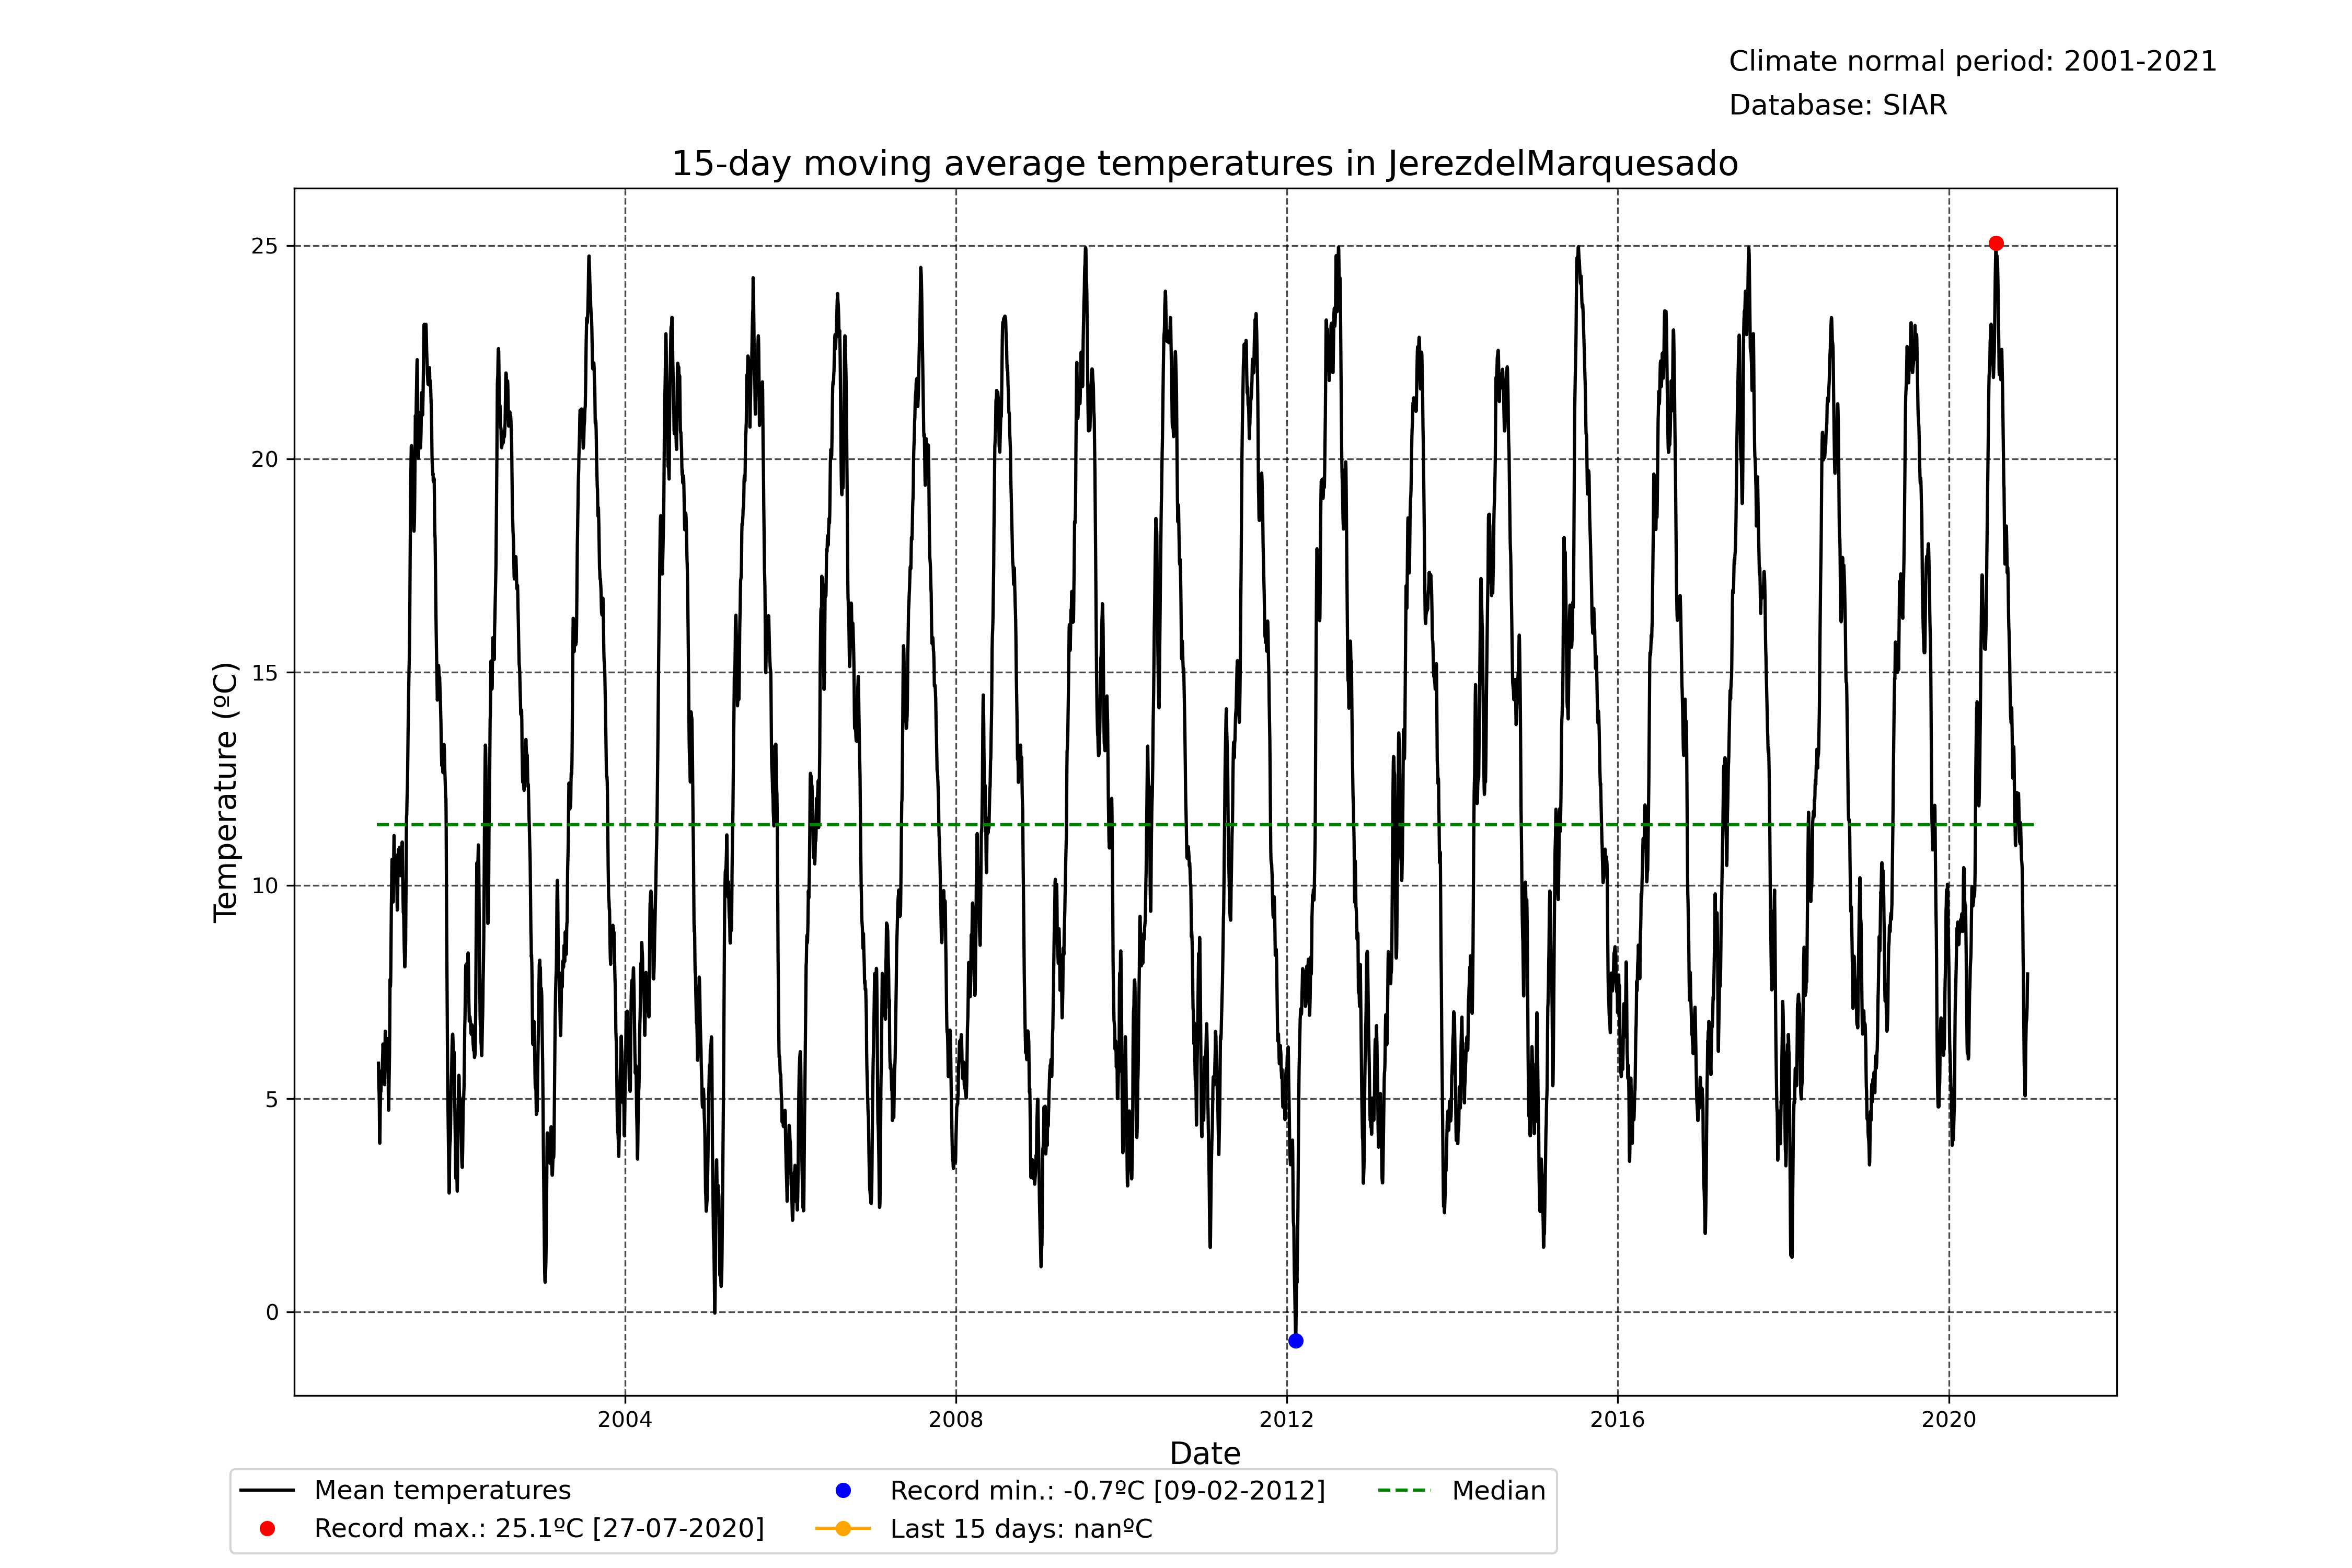 Climate normal period: 2001-2021
Database: SIAR
15-day moving average temperatures in JerezdelMarquesado
Temperature (ºC)
25
20
15
10
5
0
2004 2008 2012 2016 2020
Date
Mean temperatures
Record max.: 25.1ºC [27-07-2020]
Record min.: -0.7ºC [09-02-2012]
Last 15 days: nanºC
Median